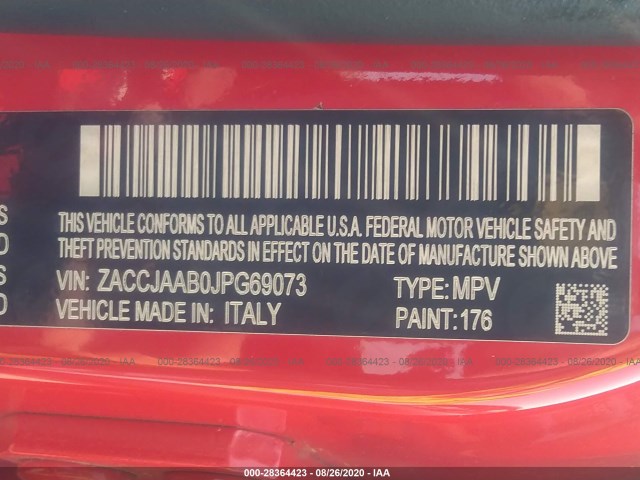 THIS VEHICLE CONFORMS TO ALL APPLICABLE U.S.A. FEDERAL MOTOR VEHICLE SAFETY AND
THEFT PREVENTION STANDARDS IN EFFECT ON THE DATE OF MANUFACTURE SHOWN ABOVE.
VIN: ZACCJAAB0JPG69073 TYPE: MPV
VEHICLE MADE IN: ITALY PAINT: 176
S
D
S
D
000-28364423 - 08/26/2020 - IAA